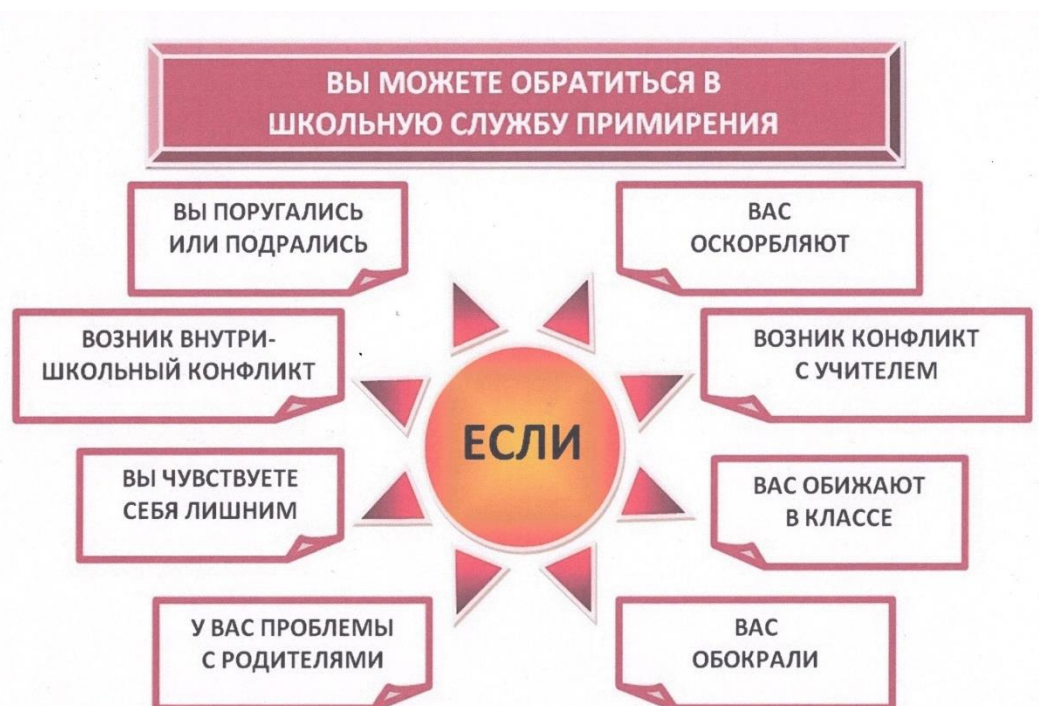 ВЫ МОЖЕТЕ ОБРАТИТЬСЯ В
ШКОЛЬНУЮ СЛУЖБУ ПРИМИРЕНИЯ
ВЫ ПОРУГАЛИСЬ
ИЛИ ПОДРАЛИСЬ
ВАС
ОСКОРБЛЯЮТ
ВОЗНИК ВНУТРИ-
ШКОЛЬНЫЙ КОНФЛИКТ
ВОЗНИК КОНФЛИКТ
С УЧИТЕЛЕМ
ЕСЛИ
ВЫ ЧУВСТВУЕТЕ
СЕБЯ ЛИШНИМ
ВАС ОБИЖАЮТ
В КЛАССЕ
У ВАС ПРОБЛЕМЫ
С РОДИТЕЛЯМИ
ВАС
ОБОКРАЛИ